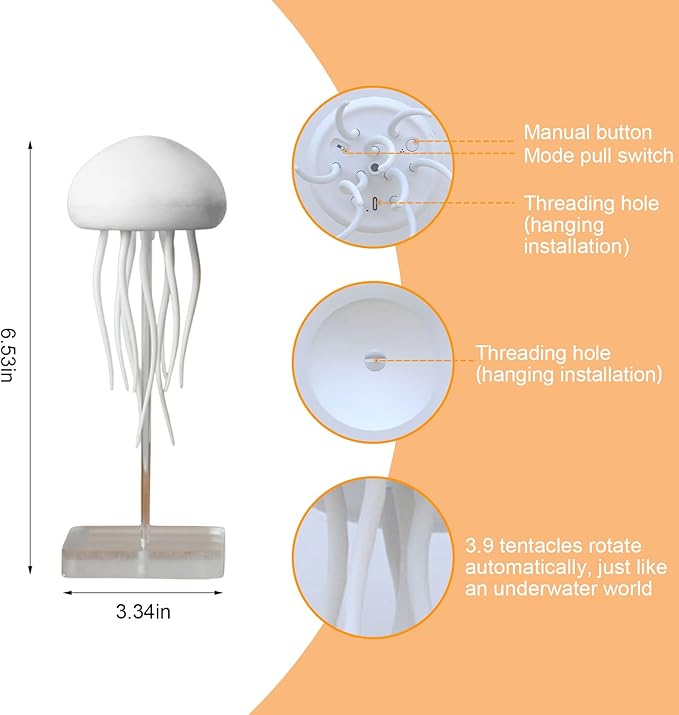 6.53in
3.34in
Manual button
Mode pull switch
Threading hole
(hanging
installation)
Threading hole
(hanging installation)
3.9 tentacles rotate
automatically, just like
an underwater world